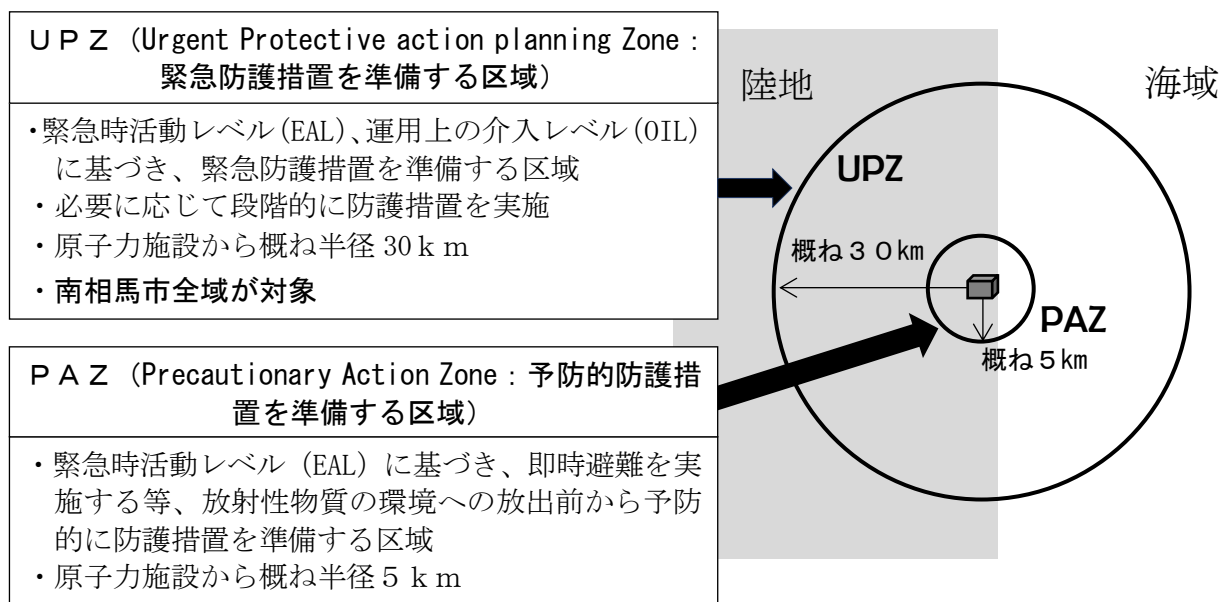 ＵＰＺ（Urgent Protective action planning Zone：
緊急防護措置を準備する区域）
・緊急時活動レベル(EAL)、運用上の介入レベル(OIL)
に基づき、緊急防護措置を準備する区域
・必要に応じて段階的に防護措置を実施
・原子力施設から概ね半径30ｋｍ
・南相馬市全域が対象
ＰＡＺ（Precautionary Action Zone：予防的防護措
置を準備する区域）
・緊急時活動レベル（EAL）に基づき、即時避難を実
施する等、放射性物質の環境への放出前から予防
的に防護措置を準備する区域
・原子力施設から概ね半径５ｋｍ
陸地
海域
UPZ
概ね３０㎞
PAZ
概ね５㎞